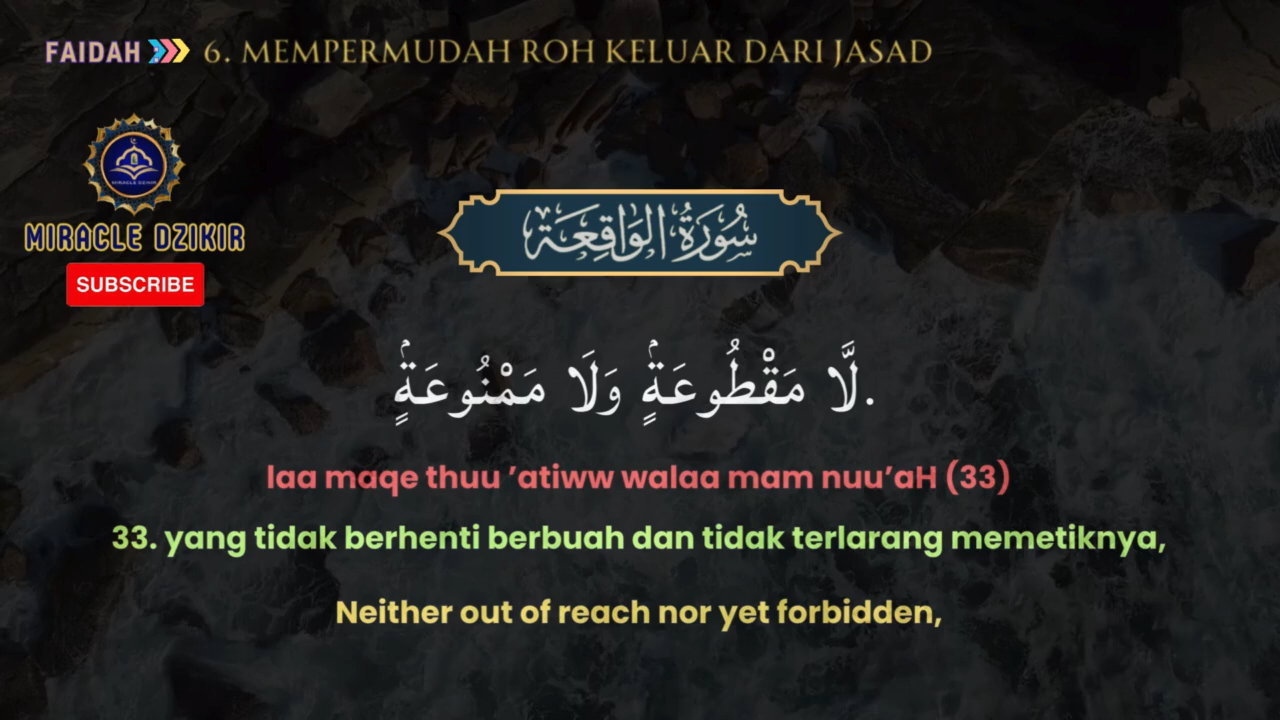 FAIDAH 6. MEMPERMUDAH ROH KELUAR DARI JASAD
MIRACLE DZIKIR
MIRACLE DZIKIR
SUBSCRIBE
سُورَةُ الوَاقِعَة
لَّا مَقْطُوعَةٍۢ وَلَا مَمْنُوعَةٍۢ.
laa maqe thuu ’atiww walaa mam nuu’aH (33)
33. yang tidak berhenti berbuah dan tidak terlarang memetiknya,
Neither out of reach nor yet forbidden,